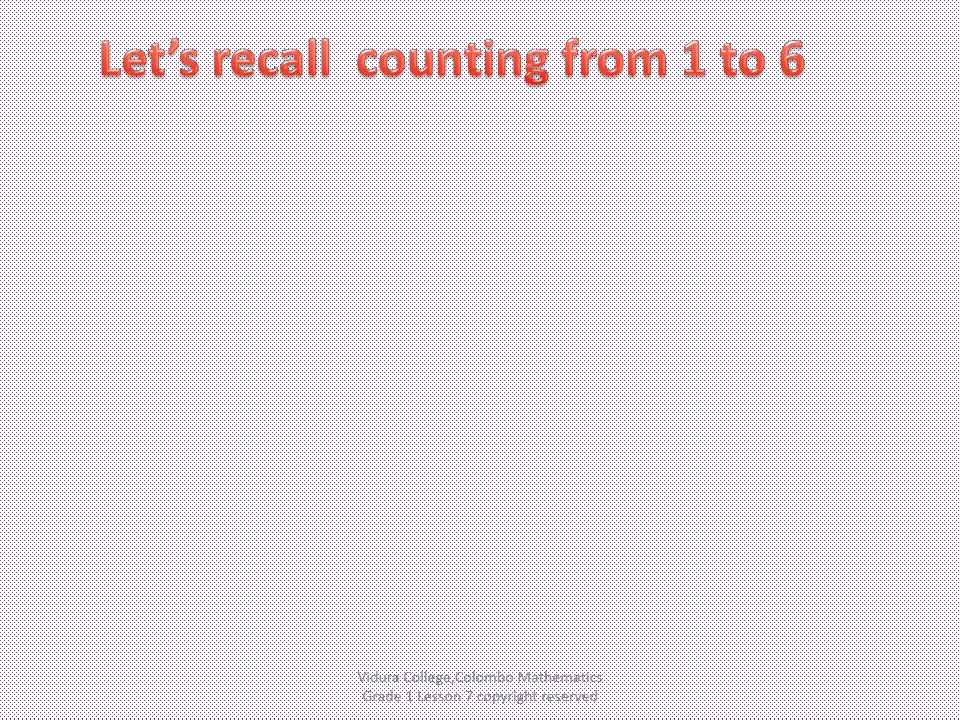 Let’s recall  counting from 1 to 6
Vidura College,Colombo Mathematics
Grade 1 Lesson 7 copyright reserved